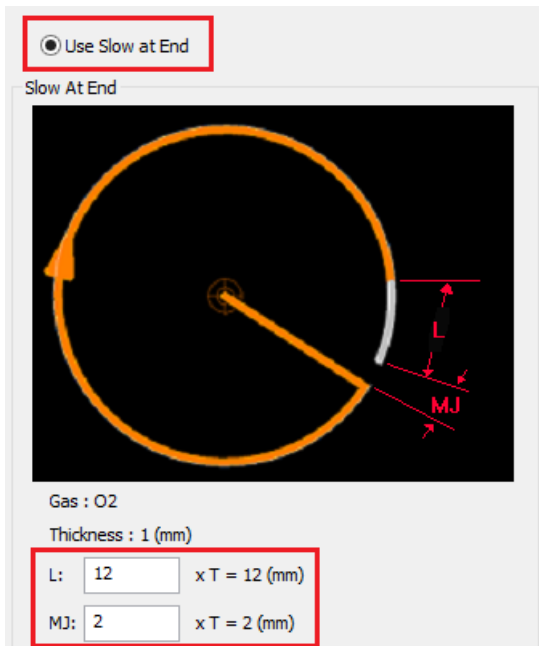 Use Slow at End
Slow At End
L
MJ
Gas : O2
Thickness : 1 (mm)
L: 12 x T = 12 (mm)
MJ: 2 x T = 2 (mm)